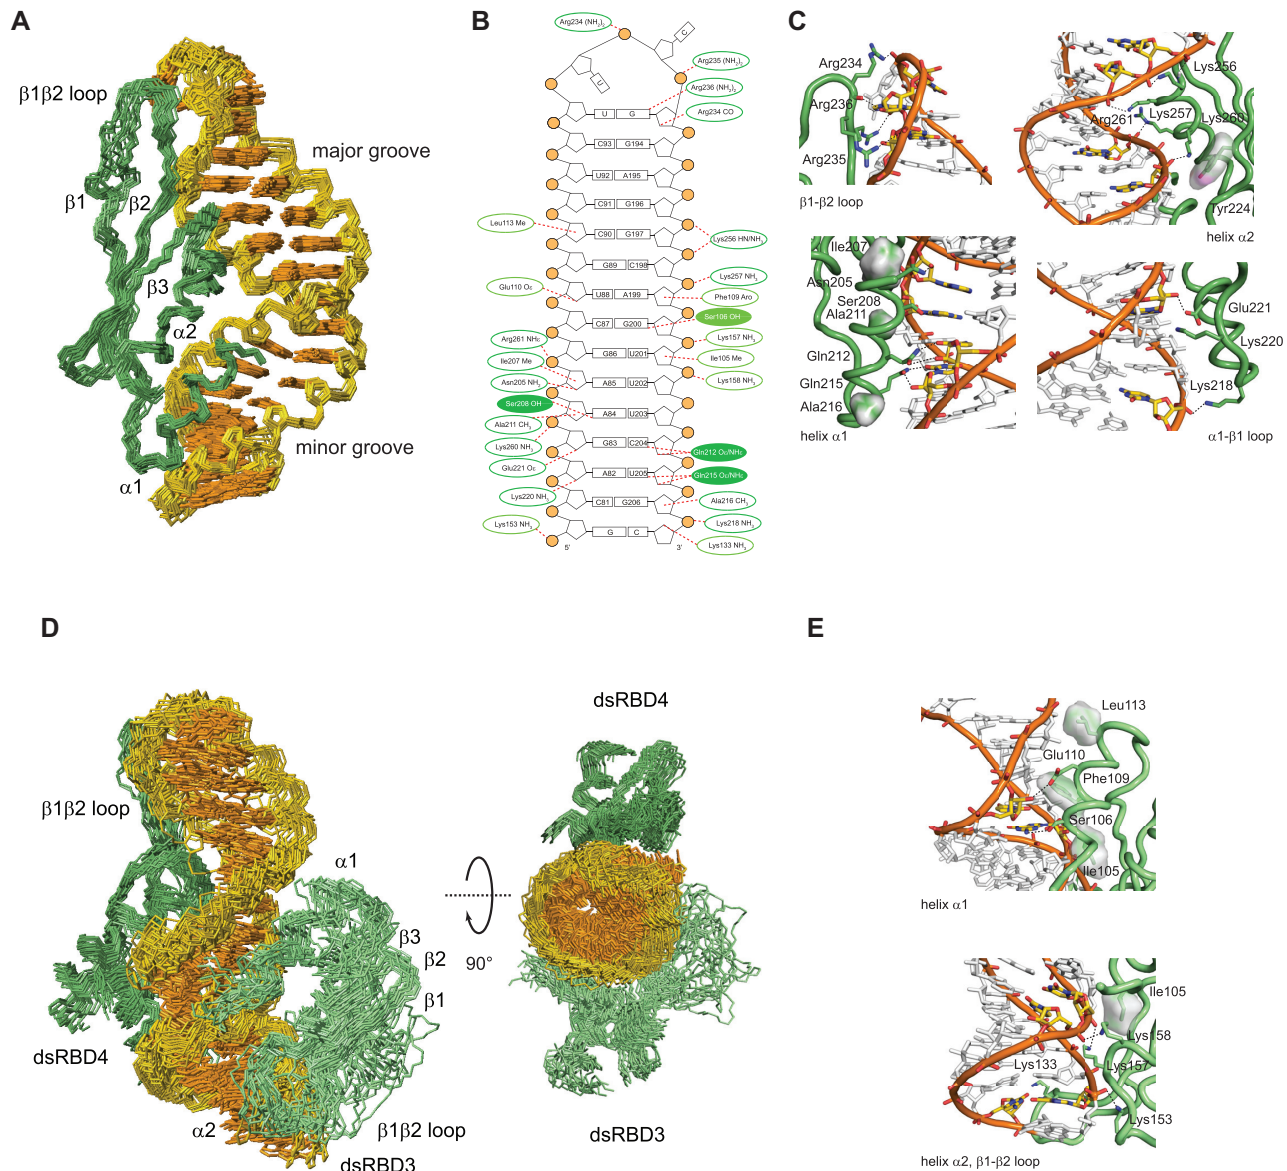 A
β1β2 loop
β1
β2
β3
α2
α1
major groove
minor groove
B
Arg234 (NH2)2
C
U
Arg235 (NH2)2
Arg236 (NH2)2
U G
Arg234 CO
C93 G194
U92 A195
C91 G196
Leu113 Me
C90 G197
Lys256 HN/NH3
G89 C198
Lys257 NH3
Glu110 Oε
U88 A199
Phe109 Aro
C87 G200
Ser106 OH
Arg261 NHε
G86 U201
Lys157 NH3
Ile207 Me
Ile105 Me
Asn205 NH2
A85 U202
Lys158 NH3
Ser208 OH
A84 U203
Ala211 CH3
Lys260 NH3
G83 C204
Gln212 Oε/NHε
Glu221 Oε
A82 U205
Gln215 Oε/NHε
Lys220 NH3
C81 G206
Ala216 CH3
Lys153 NH3
G C
Lys218 NH3
5'
3'
Lys133 NH3
C
Arg234
Arg236
Arg235
β1-β2 loop
Lys256
Arg261
Lys257
Lys260
Tyr224
helix α2
Ile207
Asn205
Ser208
Ala211
Gln212
Gln215
Ala216
helix α1
Glu221
Lys220
Lys218
α1-β1 loop
D
β1β2 loop
dsRBD4
α1
β3
β2
β1
α2
β1β2 loop
dsRBD3
90°
dsRBD4
dsRBD3
E
Leu113
Glu110
Phe109
Ser106
Ile105
helix α1
Ile105
Lys158
Lys133
Lys157
Lys153
helix α2, β1-β2 loop